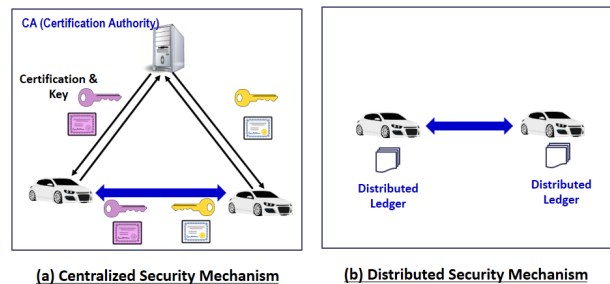 CA (Certification Authority)
Certification &
Key
Distributed
Ledger
Distributed
Ledger
(a) Centralized Security Mechanism
(b) Distributed Security Mechanism